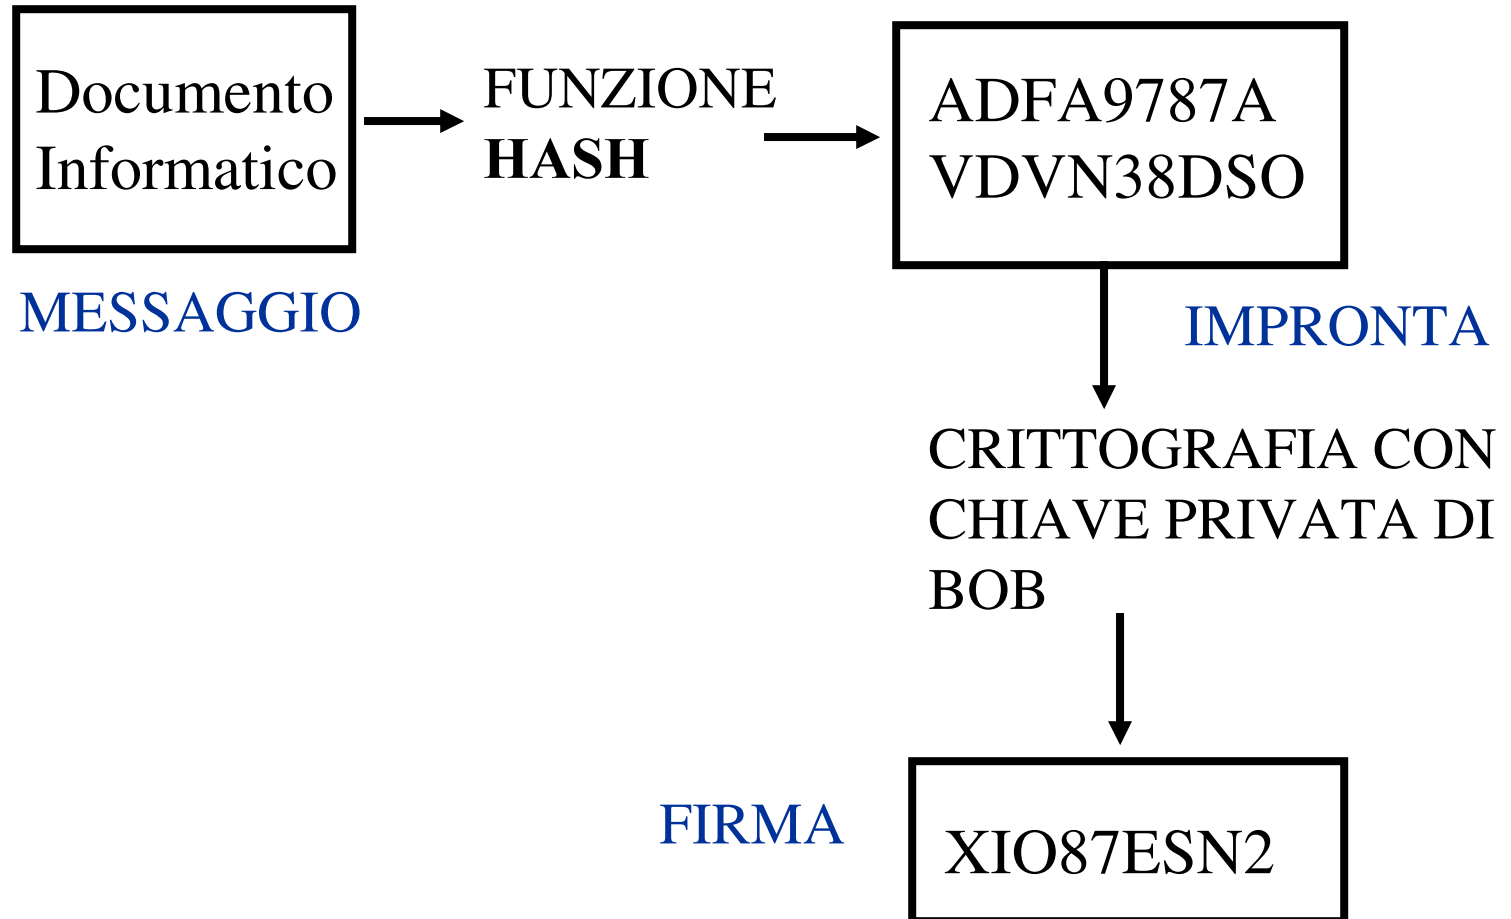 Documento
Informatico
MESSAGGIO
FUNZIONE
HASH
ADFA9787A
VDVN38DSO
IMPRONTA
CRITTOGRAFIA CON
CHIAVE PRIVATA DI
BOB
FIRMA
XIO87ESN2